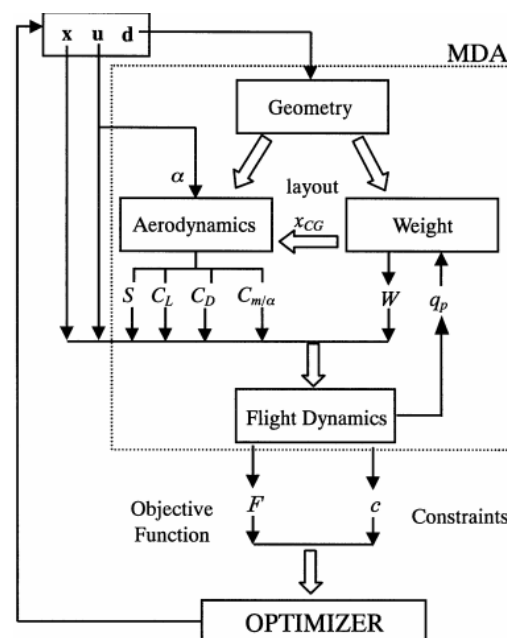 x u d
MDA
Geometry
α
layout
Aerodynamics
x_CG
Weight
S C_L C_D C_m/α W q_p
Flight Dynamics
Objective
Function
F
c
Constraints
OPTIMIZER